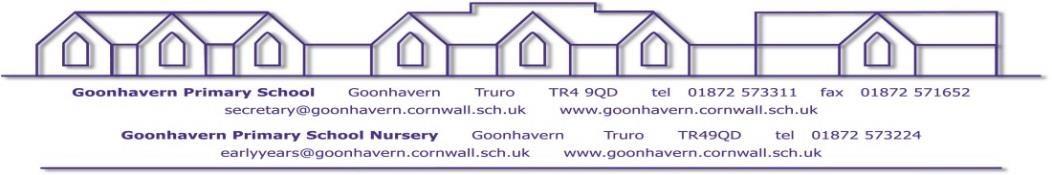 Goonhavern Primary School Goonhavern Truro TR4 9QD tel 01872 573311 fax 01872 571652
secretary@goonhavern.cornwall.sch.uk www.goonhavern.cornwall.sch.uk
Goonhavern Primary School Nursery Goonhavern Truro TR49QD tel 01872 573224
earlyyears@goonhavern.cornwall.sch.uk www.goonhavern.cornwall.sch.uk